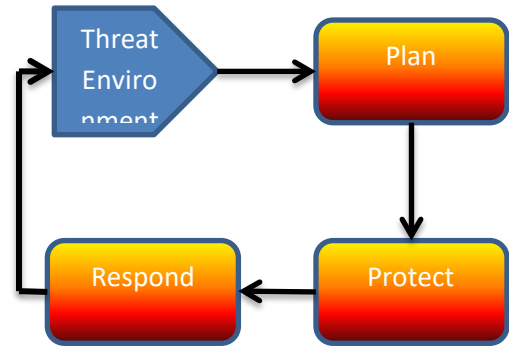 Threat
Enviro
nment
Plan
Respond
Protect